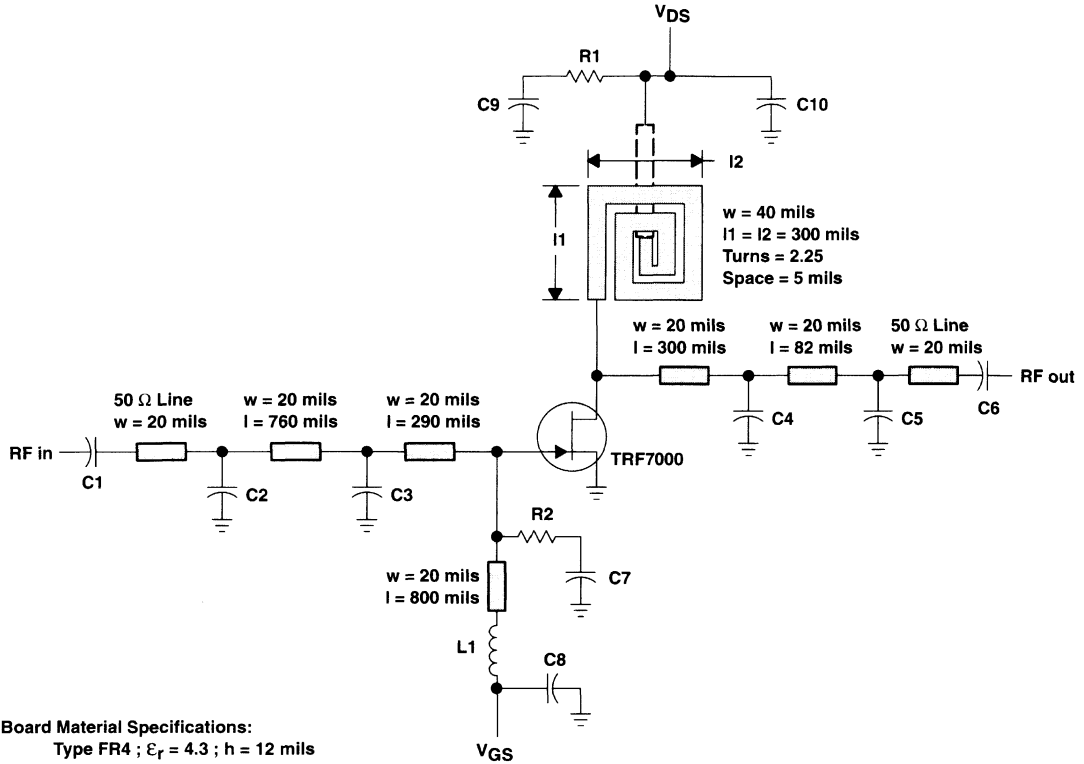 VDS
R1
C9
C10
l2
l1
w = 40 mils
l1 = l2 = 300 mils
Turns = 2.25
Space = 5 mils
w = 20 mils
l = 300 mils
w = 20 mils
l = 82 mils
50 Ω Line
w = 20 mils
RF out
C4
C5
C6
50 Ω Line
w = 20 mils
w = 20 mils
l = 760 mils
w = 20 mils
l = 290 mils
RF in
C1
C2
C3
TRF7000
R2
w = 20 mils
l = 800 mils
C7
L1
C8
VGS
Board Material Specifications:
Type FR4 ; εr = 4.3 ; h = 12 mils